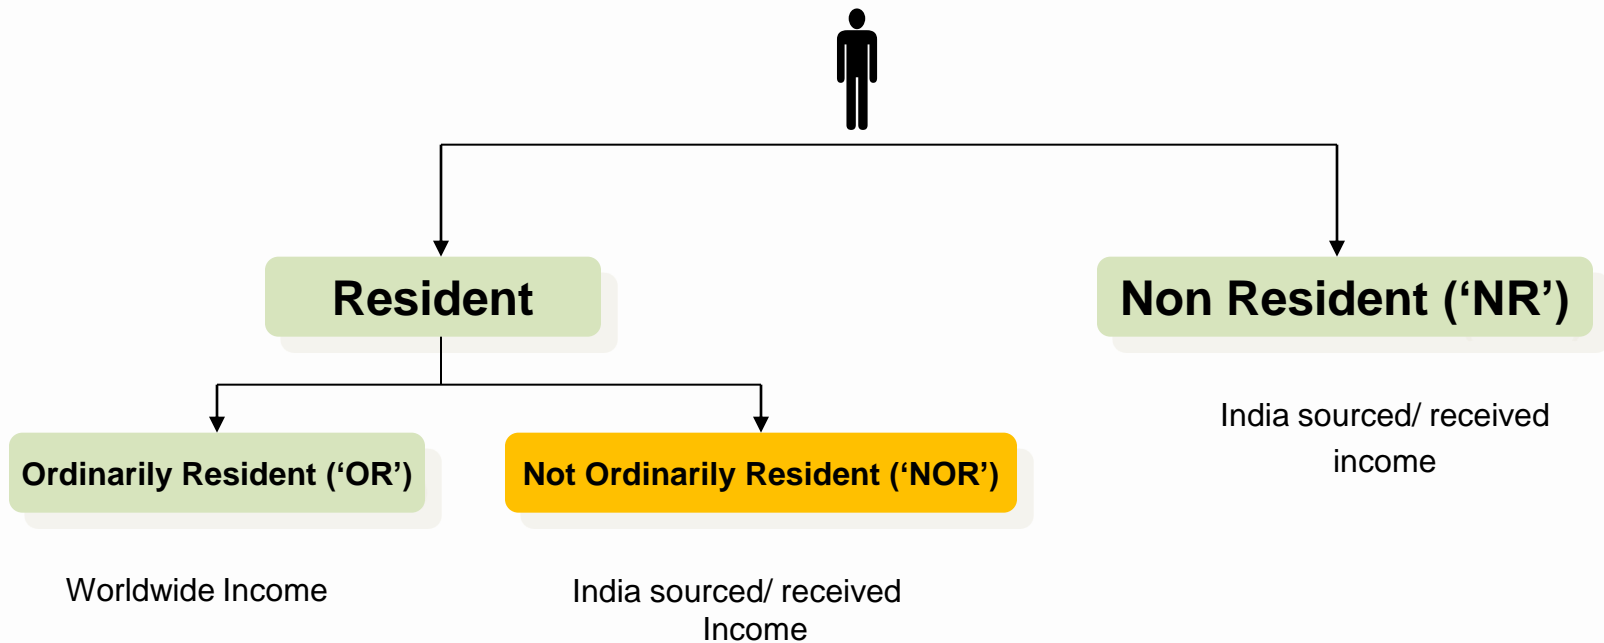 Resident
Non Resident (‘NR’)
Ordinarily Resident (‘OR’)
Not Ordinarily Resident (‘NOR’)
India sourced/ received
income
Worldwide Income
India sourced/ received
Income